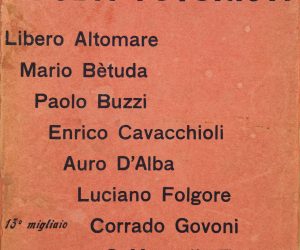 Libero Altomare
Mario Bètuda
Paolo Buzzi
Enrico Cavacchioli
Auro D'Alba
Luciano Folgore
13° migliaio Corrado Govoni